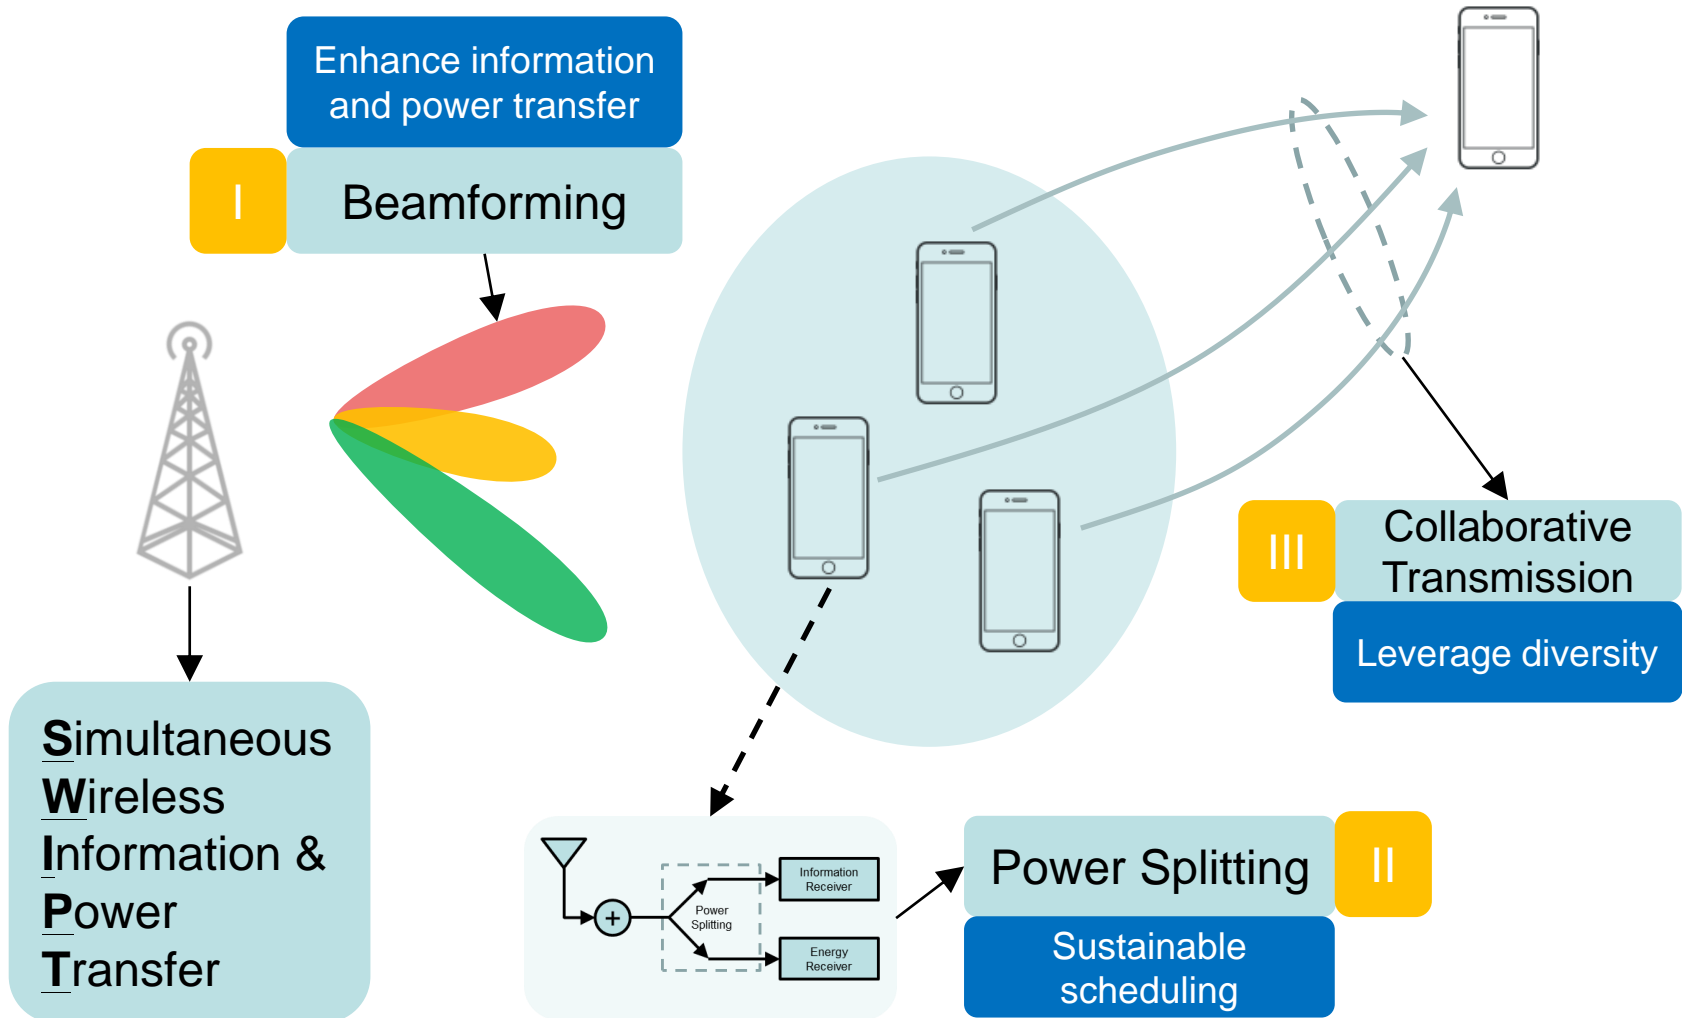 Enhance information
and power transfer
I
Beamforming
III
Collaborative
Transmission
Leverage diversity
Simultaneous
Wireless
Information &
Power
Transfer
Information
Receiver
+
Power
Splitting
Energy
Receiver
Power Splitting
II
Sustainable
scheduling